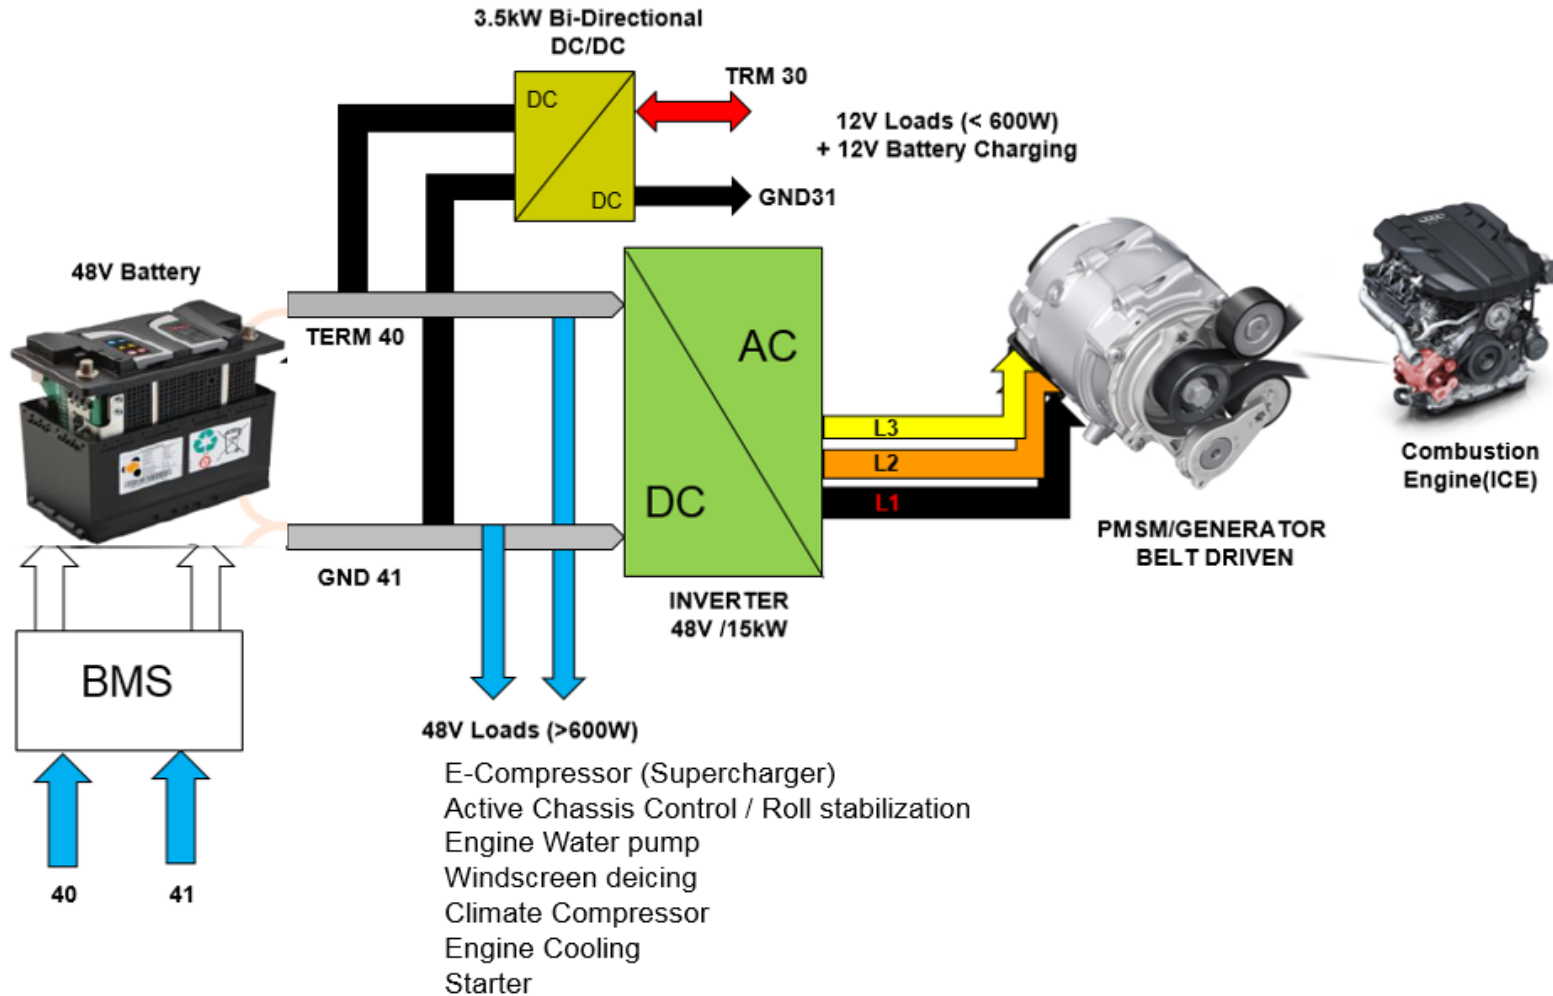 3.5kW Bi-Directional
DC/DC
DC
DC
TRM 30
12V Loads (< 600W)
+ 12V Battery Charging
GND31
48V Battery
TERM 40
GND 41
AC
DC
L3
L2
L1
INVERTER
48V /15kW
PMSM/GENERATOR
BELT DRIVEN
Combustion
Engine(ICE)
BMS
40
41
48V Loads (>600W)
E-Compressor (Supercharger)
Active Chassis Control / Roll stabilization
Engine Water pump
Windscreen deicing
Climate Compressor
Engine Cooling
Starter